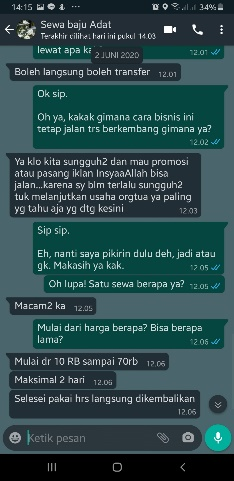 14:15
34%
Sewa baju Adat
Terakhir dilihat hari ini pukul 14.03
lewat apa ka
12.01
2 JUNI 2020
Boleh langsung boleh transfer 12.01
Ok sip.
Oh ya, kakak gimana cara bisnis ini
tetap jalan trs berkembang gimana ya?
12.02
Ya klo kita sungguh2 dan mau promosi
atau pasang iklan InsyaaAllah bisa
jalan...karena sy blm terlalu sungguh2
tuk melanjutkan usaha orgtua ya paling
yg tahu aja yg dtg kesini
12.03
Sip sip.
Eh, nanti saya pikirin dulu deh, jadi atau
gk. Makasih ya kak.
12.05
Oh lupa! Satu sewa berapa ya? 12.05
Macam2 ka 12.05
Mulai dari harga berapa? Bisa berapa
lama?
12.06
Mulai dr 10 RB sampai 70rb 12.06
Maksimal 2 hari 12.06
Selesei pakai hrs langsung dikembalikan
12.06
Ketik pesan